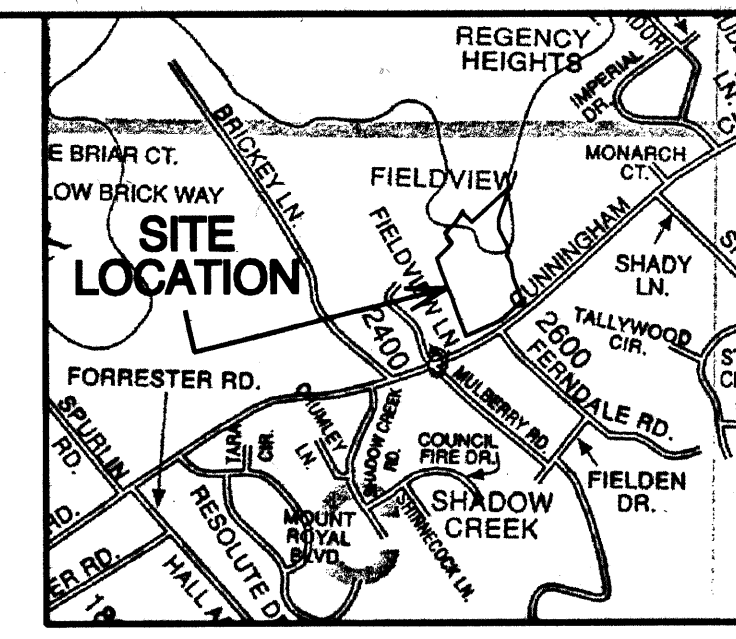 REGENCY
HEIGHTS
IMPERIAL
DR.
BRICKEY LN.
E BRIAR CT.
LOW BRICK WAY
MONARCH
CT.
FIELDVIEW
FIELDVIEW LN.
SITE
LOCATION
CUNNINGHAM
SHADY
LN.
2400
2600
TALLYWOOD
CIR.
FERNDALE RD.
FORRESTER RD.
MULBERRY RD.
CRUMLEY
LN.
SHADOW CREEK
RD.
COUNCIL
FIRE DR.
SPURLIN
RD.
TARA
CIR.
FIELDEN
DR.
SHADOW
CREEK
RESOLUTE D
MOUNT
ROYAL
BLVD.
SHINNECOCK LN.
RD.
ER RD.
HALL A
18